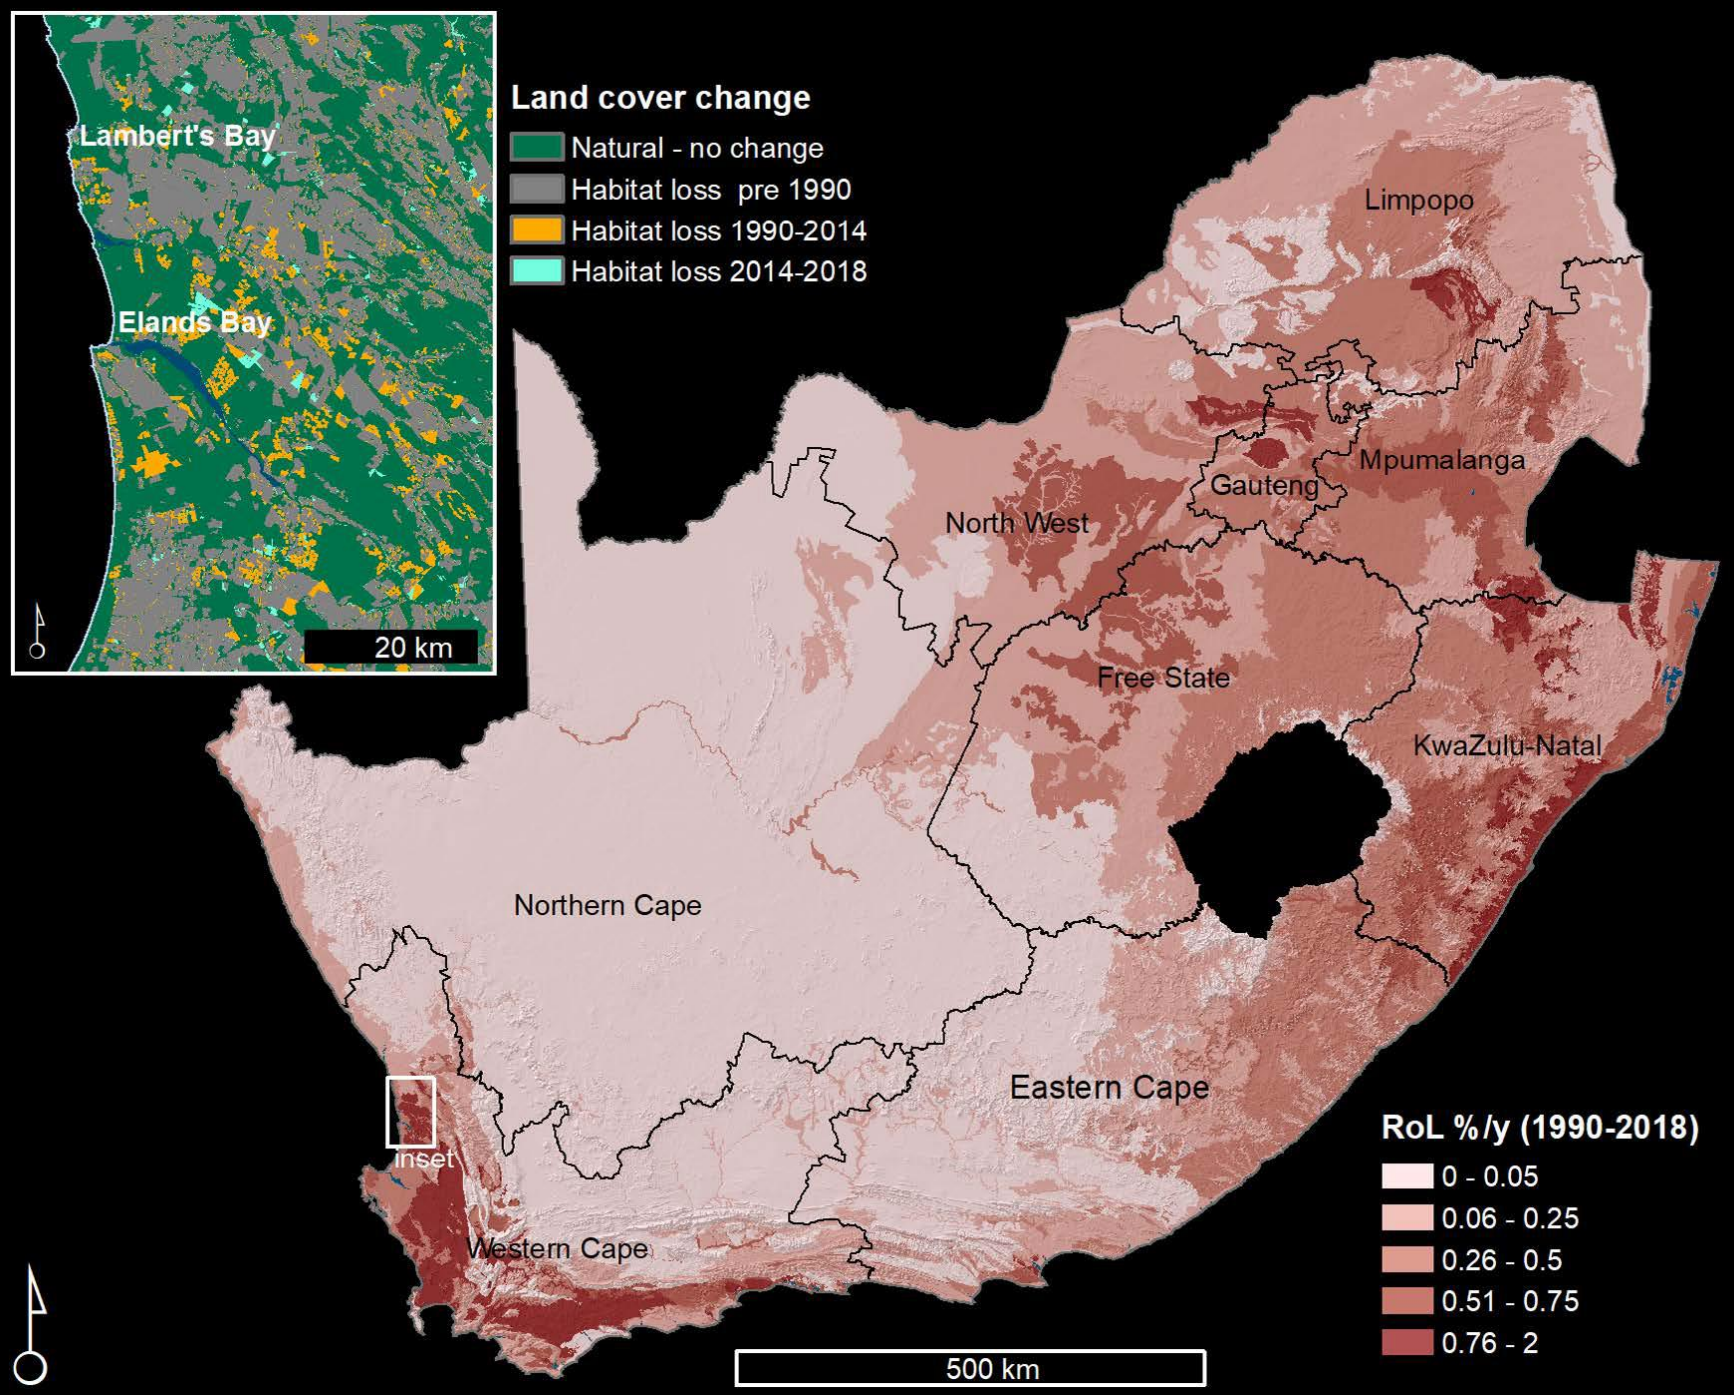 Lambert's Bay
Elands Bay
20 km
Land cover change
Natural - no change
Habitat loss  pre 1990
Habitat loss 1990-2014
Habitat loss 2014-2018
Limpopo
Mpumalanga
Gauteng
North West
Free State
KwaZulu-Natal
Northern Cape
Eastern Cape
inset
Western Cape
RoL %/y (1990-2018)
0 - 0.05
0.06 - 0.25
0.26 - 0.5
0.51 - 0.75
0.76 - 2
500 km